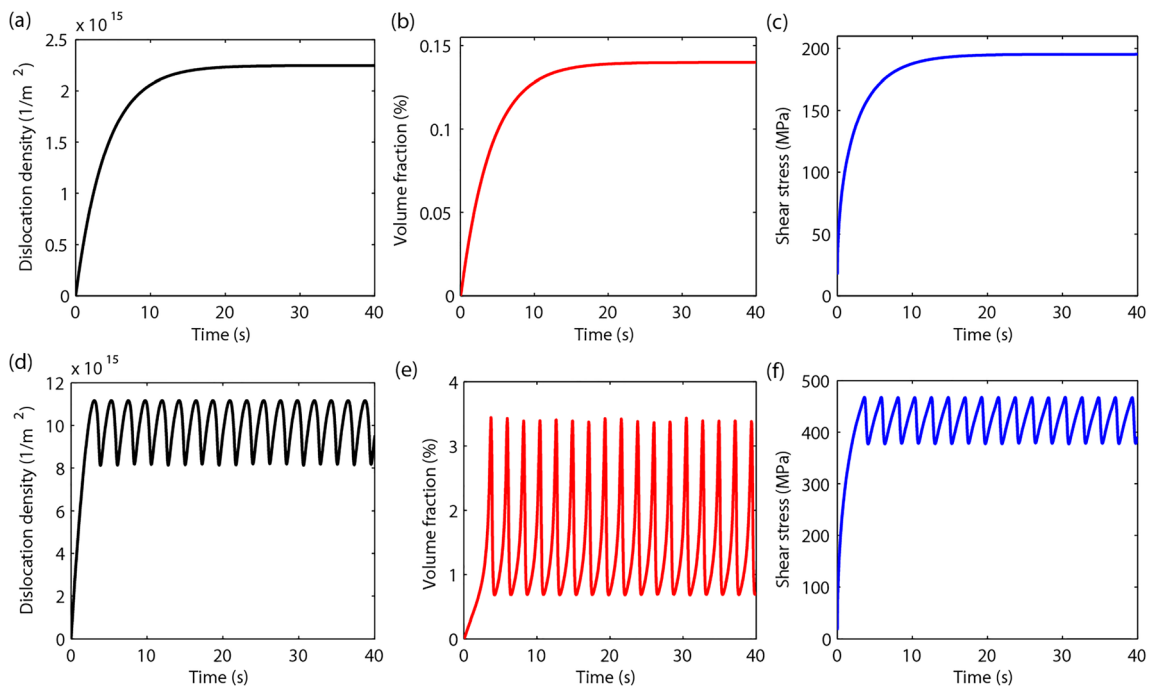 (a)
x 10 15
2.5
2
1.5
1
0.5
0
Dislocation density (1/m 2)
0 10 20 30 40
Time (s)
(b)
0.15
0.1
0.05
0
Volume fraction (%)
0 10 20 30 40
Time (s)
(c)
200
150
100
50
0
Shear stress (MPa)
0 10 20 30 40
Time (s)
(d)
x 10 15
12
10
8
6
4
2
0
Dislocation density (1/m 2)
0 10 20 30 40
Time (s)
(e)
4
3
2
1
0
Volume fraction (%)
0 10 20 30 40
Time (s)
(f)
500
400
300
200
100
0
Shear stress (MPa)
0 10 20 30 40
Time (s)